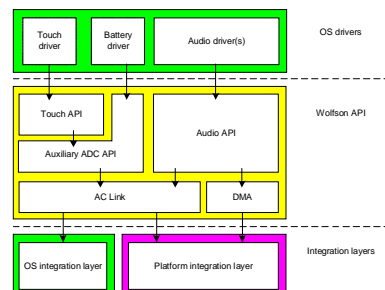 Touch
driver
Battery
driver
Audio driver(s)
OS drivers
Touch API
Auxiliary ADC API
Audio API
Wolfson API
AC Link
DMA
OS integration layer
Platform integration layer
Integration layers